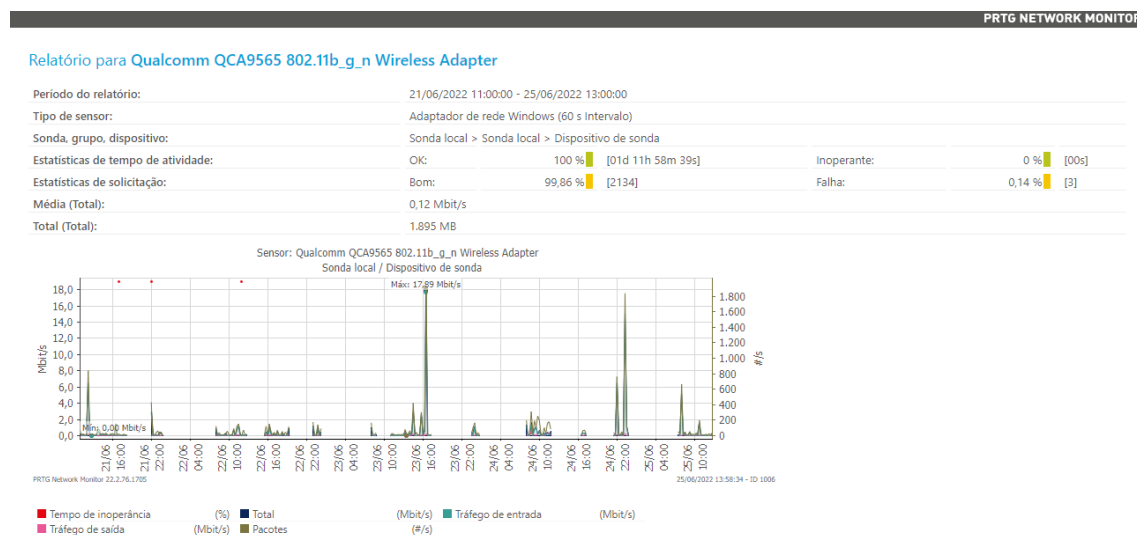 PRTG NETWORK MONITOR
Relatório para Qualcomm QCA9565 802.11b_g_n Wireless Adapter
Período do relatório: 21/06/2022 11:00:00 - 25/06/2022 13:00:00
Tipo de sensor: Adaptador de rede Windows (60 s Intervalo)
Sonda, grupo, dispositivo: Sonda local > Sonda local > Dispositivo de sonda
Estatísticas de tempo de atividade: OK: 100 % [01d 11h 58m 39s] Inoperante: 0 % [00s]
Estatísticas de solicitação: Bom: 99,86 % [2134] Falha: 0,14 % [3]
Média (Total): 0,12 Mbit/s
Total (Total): 1.895 MB
Sensor: Qualcomm QCA9565 802.11b_g_n Wireless Adapter
Sonda local / Dispositivo de sonda
Máx: 17,89 Mbit/s
18,0
16,0
14,0
12,0
10,0
8,0
6,0
4,0
2,0
0,0
Mbit/s
Mín: 0,00 Mbit/s
1.800
1.600
1.400
1.200
1.000
800
600
400
200
0
#/s
21/06 16:00
21/06 22:00
22/06 04:00
22/06 10:00
22/06 16:00
22/06 22:00
23/06 04:00
23/06 10:00
23/06 16:00
23/06 22:00
24/06 04:00
24/06 10:00
24/06 16:00
24/06 22:00
25/06 04:00
25/06 10:00
PRTG Network Monitor 22.2.76.1705 25/06/2022 13:58:34 - ID 1006
Tempo de inoperância (%) Total (Mbit/s) Tráfego de entrada (Mbit/s)
Tráfego de saída (Mbit/s) Pacotes (#/s)